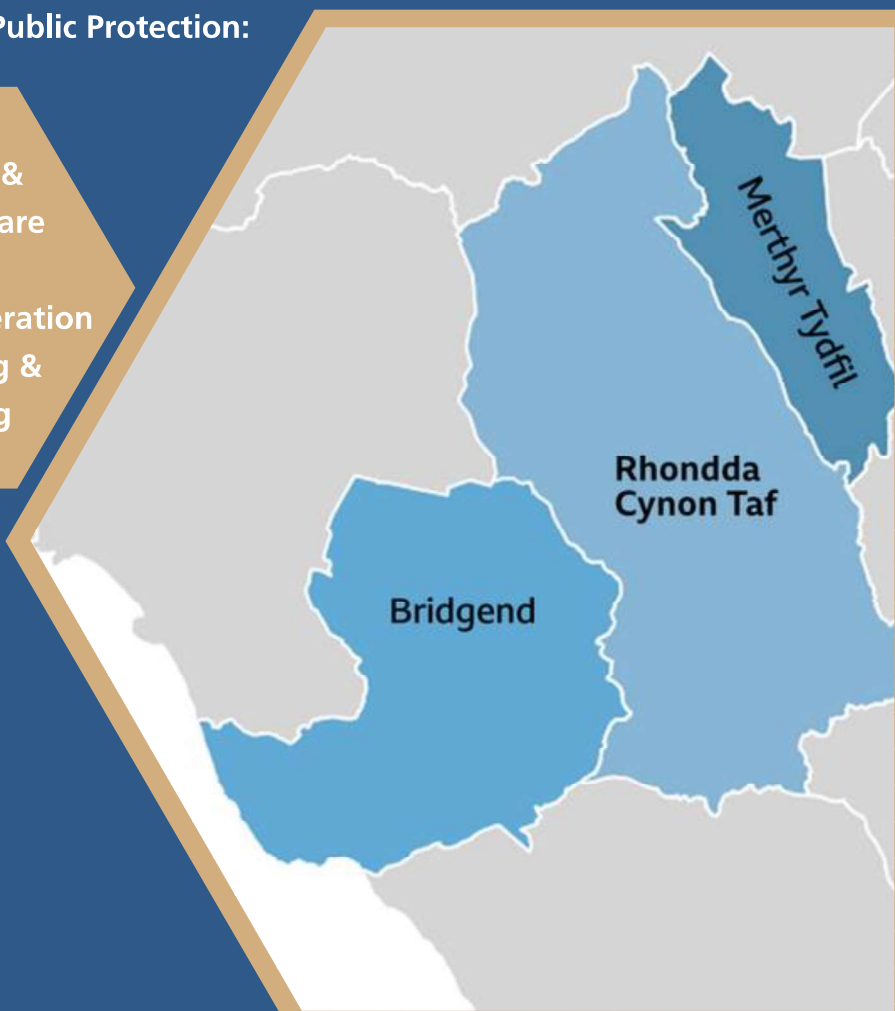 Public Protection:
&
are
eration
g &
g
Merthyr Tydfil
Rhondda
Cynon Taf
Bridgend